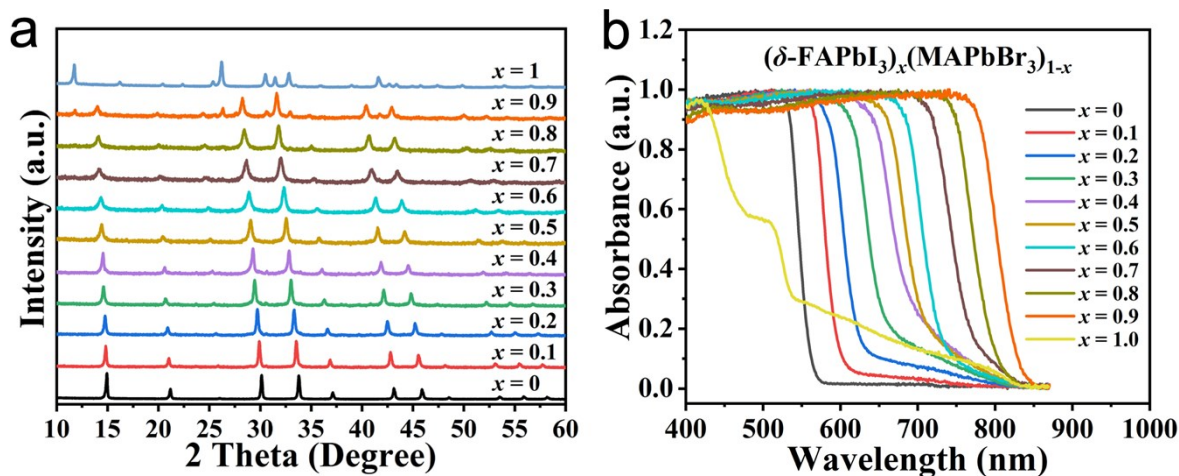 a
Intensity (a.u.)
x = 1
x = 0.9
x = 0.8
x = 0.7
x = 0.6
x = 0.5
x = 0.4
x = 0.3
x = 0.2
x = 0.1
x = 0
10 15 20 25 30 35 40 45 50 55 60
2 Theta (Degree)
b
(δ-FAPbI₃)ₓ(MAPbBr₃)₁₋ₓ
Absorbance (a.u.)
1.2
1.0
0.8
0.6
0.4
0.2
0.0
x = 0
x = 0.1
x = 0.2
x = 0.3
x = 0.4
x = 0.5
x = 0.6
x = 0.7
x = 0.8
x = 0.9
x = 1.0
400 500 600 700 800 900 1000
Wavelength (nm)